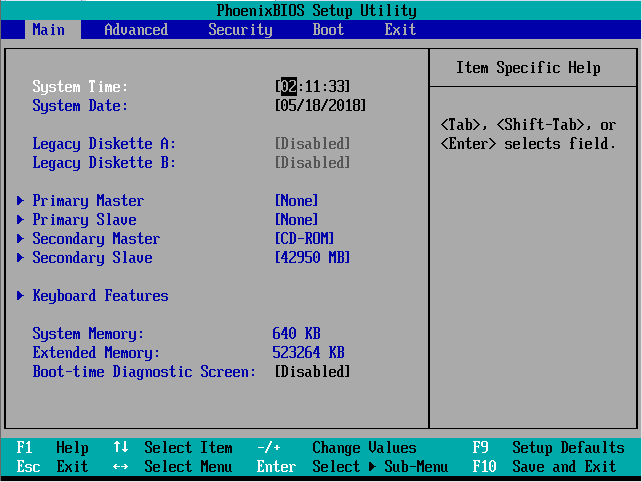 PhoenixBIOS Setup Utility
Main Advanced Security Boot Exit
Item Specific Help
System Time: [02:11:33]
System Date: [05/18/2018]
<Tab>, <Shift-Tab>, or
<Enter> selects field.
Legacy Diskette A: [Disabled]
Legacy Diskette B: [Disabled]
Primary Master [None]
Primary Slave [None]
Secondary Master [CD-ROM]
Secondary Slave [42950 MB]
Keyboard Features
System Memory: 640 KB
Extended Memory: 523264 KB
Boot-time Diagnostic Screen: [Disabled]
F1 Help ↑↓ Select Item -/+ Change Values F9 Setup Defaults
Esc Exit ↔ Select Menu Enter Select ▶ Sub-Menu F10 Save and Exit